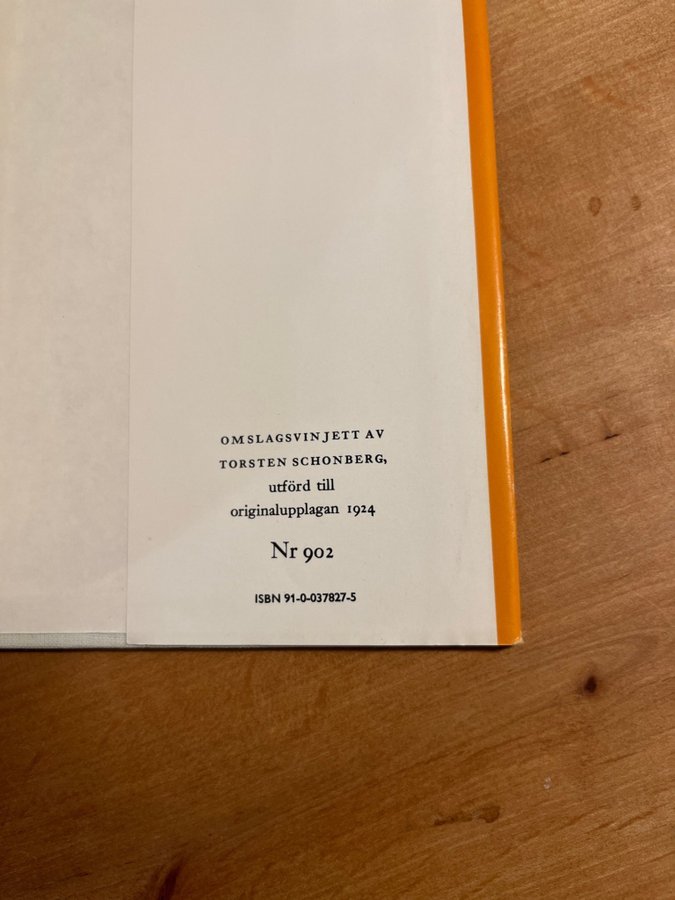 OMSLAGSVINJETT AV
TORSTEN SCHONBERG,
utförd till
originalupplagan 1924
Nr 902
ISBN 91-0-037827-5